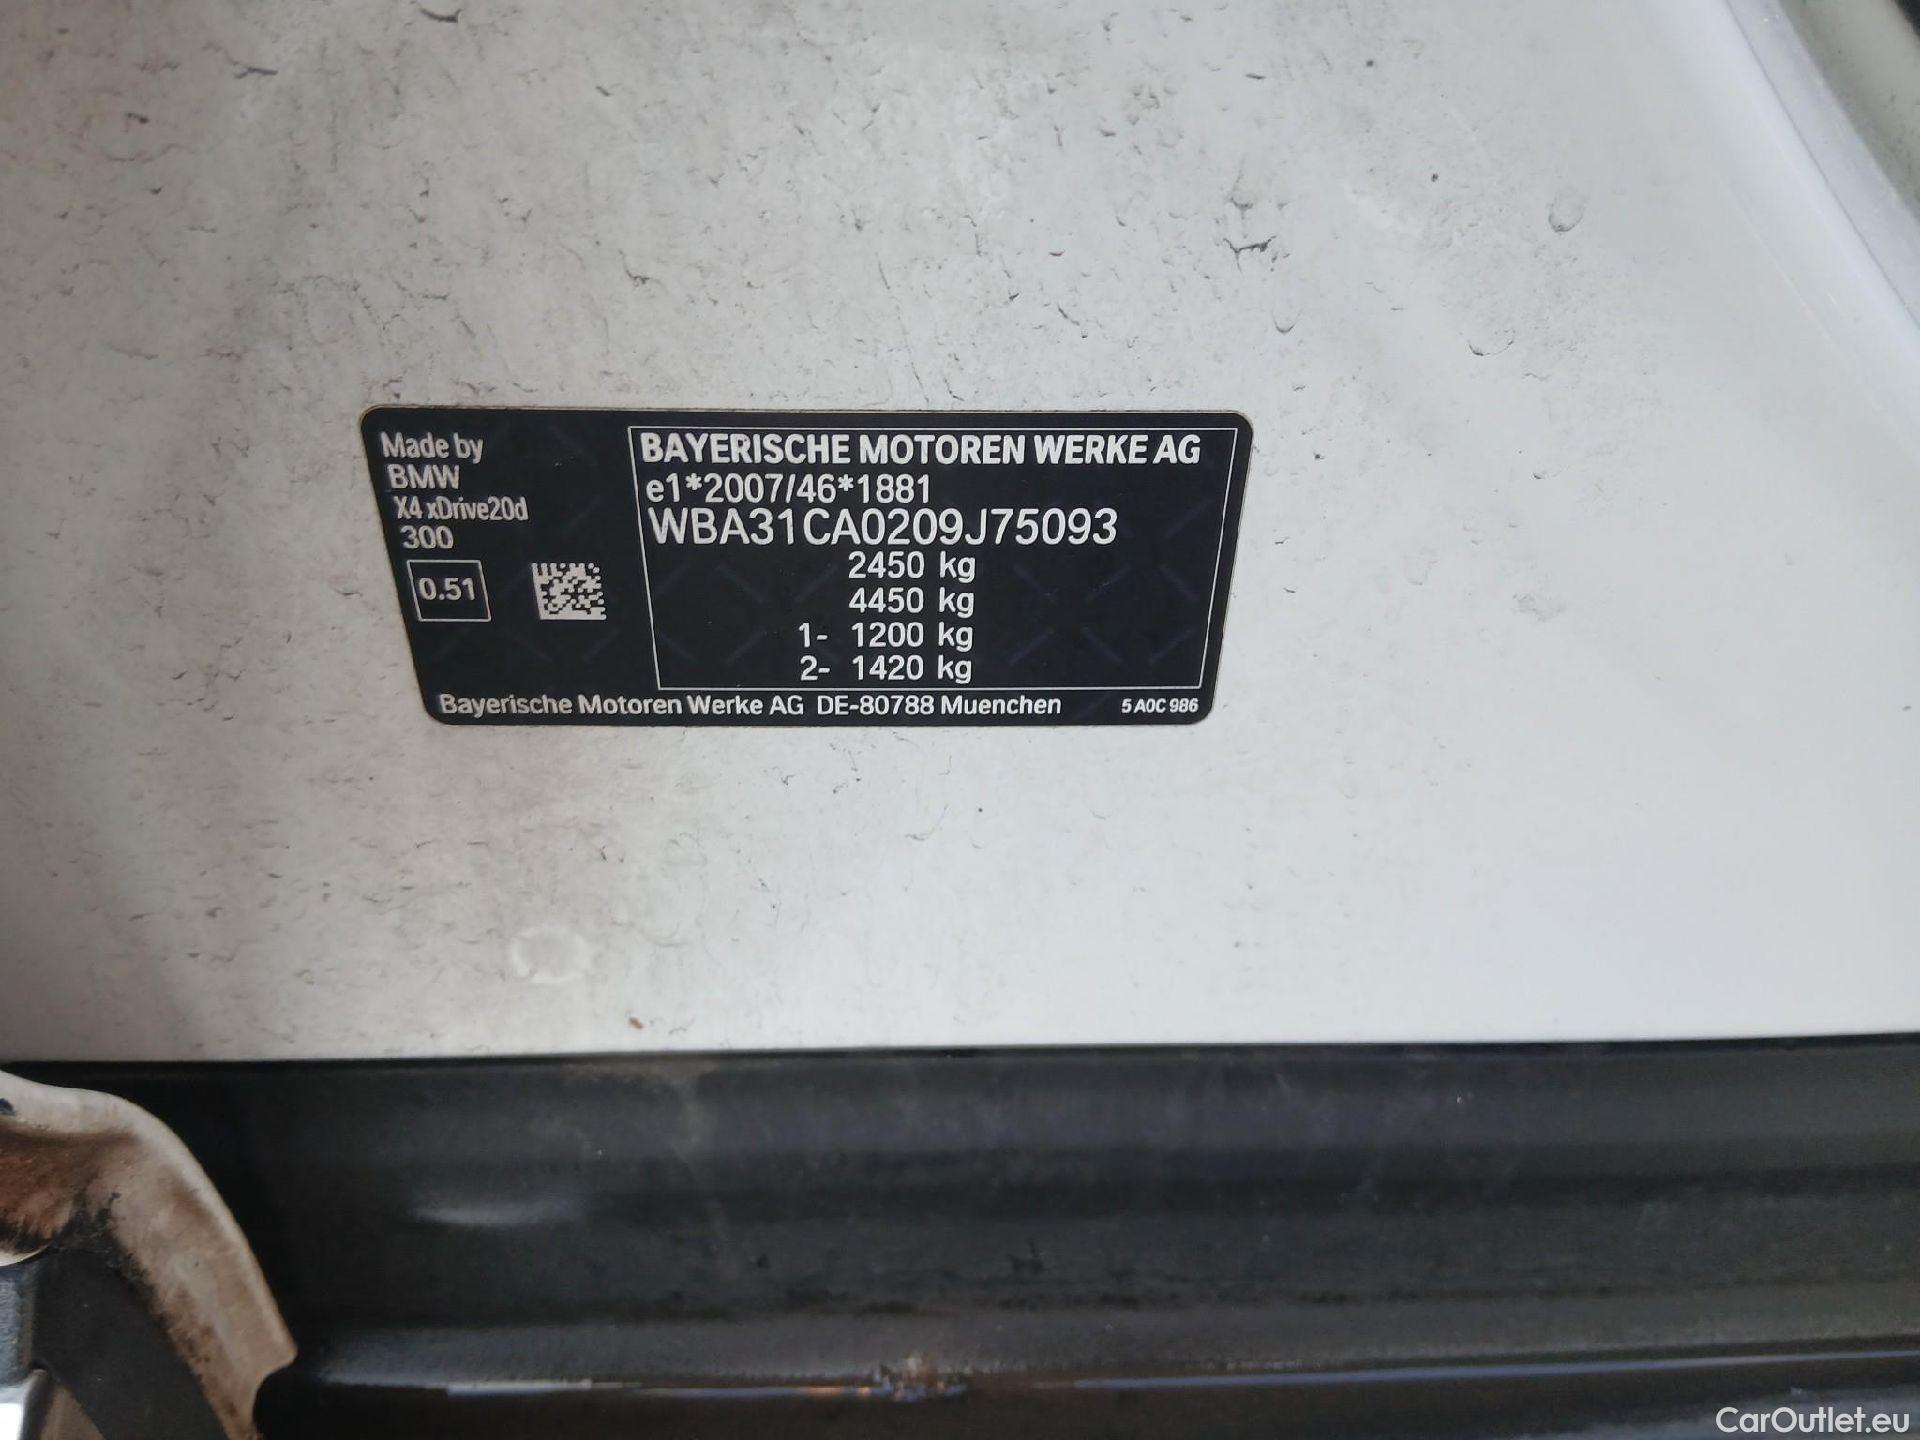 Made by
BMW
X4 xDrive20d
300
0.51
BAYERISCHE MOTOREN WERKE AG
e1*2007/46*1881
WBA31CA0209J75093
2450 kg
4450 kg
1- 1200 kg
2- 1420 kg
Bayerische Motoren Werke AG DE-80788 Muenchen
5 A0C 986
CarOutlet.eu